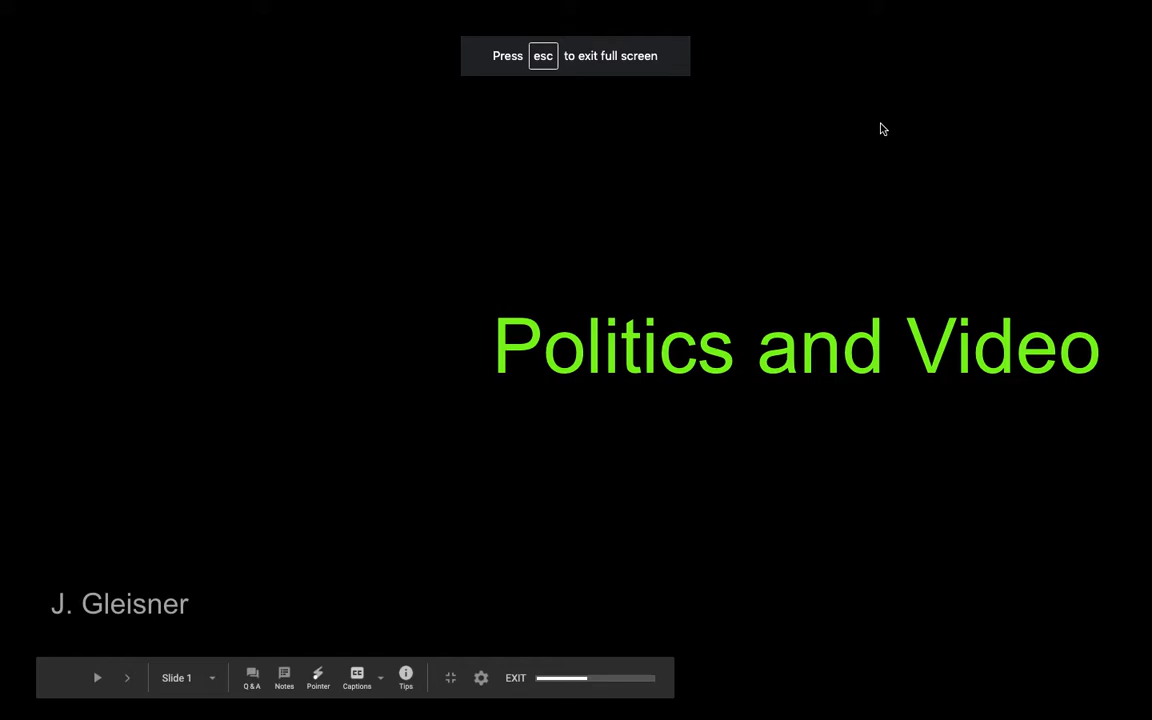 Press esc to exit full screen
Politics and Video
J. Gleisner
Slide 1
Q & A Notes Pointer Captions Tips
EXIT